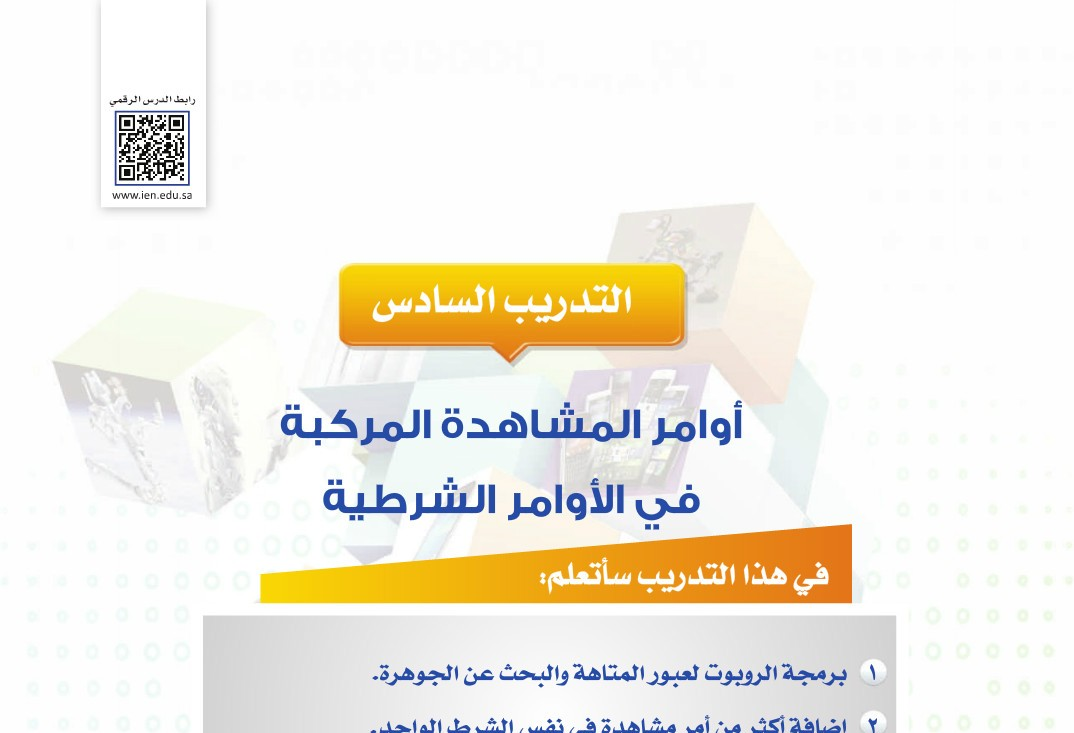 رابط الدرس الرقمي
www.ien.edu.sa
التدريب السادس
أوامر المشاهدة المركبة
في الأوامر الشرطية
في هذا التدريب سأتعلم:
١ برمجة الروبوت لعبور المتاهة والبحث عن الجوهرة.
٢ إضافة أكثر من أمر مشاهدة في نفس الشرط الواحد.